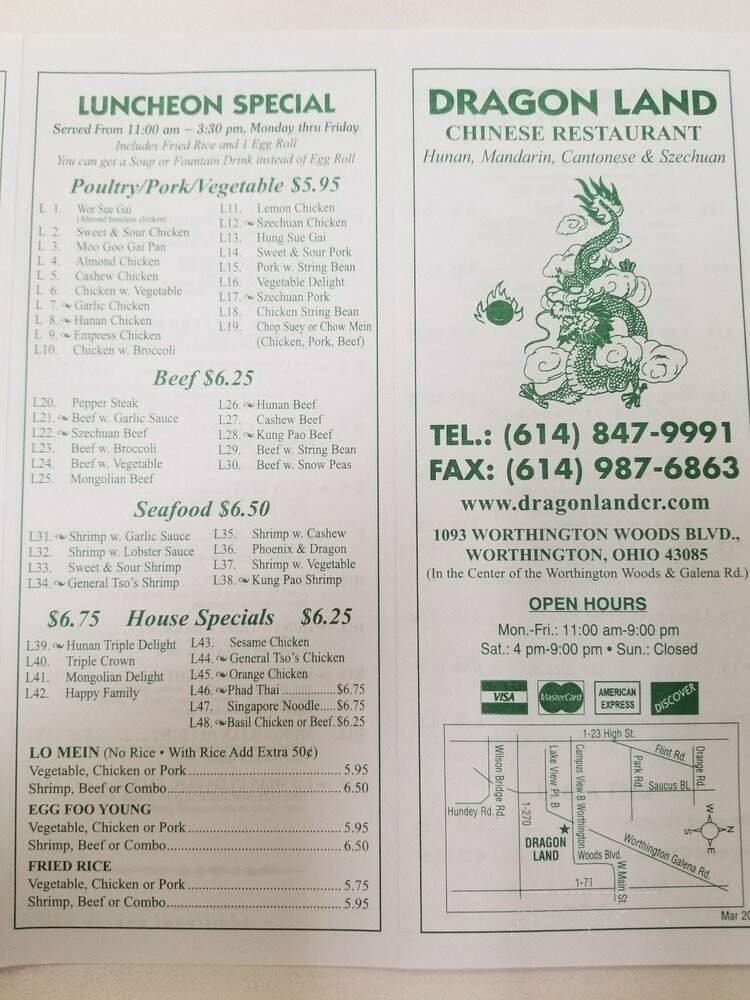 LUNCHEON SPECIAL
Served From 11:00 am ~ 3:30 pm, Monday thru Friday
Includes Fried Rice and 1 Egg Roll
You can get a Soup or Fountain Drink instead of Egg Roll
Poultry/Pork/Vegetable $5.95
L 1. Wor Sue Gai
(Almond boneless chicken)
L 2. Sweet & Sour Chicken
L 3. Moo Goo Gai Pan
L 4. Almond Chicken
L 5. Cashew Chicken
L 6. Chicken w. Vegetable
L 7. Garlic Chicken
L 8. Hunan Chicken
L 9. Empress Chicken
L10. Chicken w. Broccoli
L11. Lemon Chicken
L12. Szechuan Chicken
L13. Hung Sue Gai
L14. Sweet & Sour Pork
L15. Pork w. String Bean
L16. Vegetable Delight
L17. Szechuan Pork
L18. Chicken String Bean
L19. Chop Suey or Chow Mein
(Chicken, Pork, Beef)
Beef $6.25
L20. Pepper Steak
L21. Beef w. Garlic Sauce
L22. Szechuan Beef
L23. Beef w. Broccoli
L24. Beef w. Vegetable
L25. Mongolian Beef
L26. Hunan Beef
L27. Cashew Beef
L28. Kung Pao Beef
L29. Beef w. String Bean
L30. Beef w. Snow Peas
Seafood $6.50
L31. Shrimp w. Garlic Sauce
L32. Shrimp w. Lobster Sauce
L33. Sweet & Sour Shrimp
L34. General Tso's Shrimp
L35. Shrimp w. Cashew
L36. Phoenix & Dragon
L37. Shrimp w. Vegetable
L38. Kung Pao Shrimp
$6.75 House Specials $6.25
L39. Hunan Triple Delight
L40. Triple Crown
L41. Mongolian Delight
L42. Happy Family
L43. Sesame Chicken
L44. General Tso's Chicken
L45. Orange Chicken
L46. Phad Thai ...............$6.75
L47. Singapore Noodle.....$6.75
L48. Basil Chicken or Beef.$6.25
LO MEIN (No Rice • With Rice Add Extra 50¢)
Vegetable, Chicken or Pork.......................................5.95
Shrimp, Beef or Combo............................................6.50
EGG FOO YOUNG
Vegetable, Chicken or Pork.......................................5.95
Shrimp, Beef or Combo............................................6.50
FRIED RICE
Vegetable, Chicken or Pork.......................................5.75
Shrimp, Beef or Combo............................................5.95
DRAGON LAND
CHINESE RESTAURANT
Hunan, Mandarin, Cantonese & Szechuan
TEL.: (614) 847-9991
FAX: (614) 987-6863
www.dragonlandcr.com
1093 WORTHINGTON WOODS BLVD.,
WORTHINGTON, OHIO 43085
(In the Center of the Worthington Woods & Galena Rd.)
OPEN HOURS
Mon.-Fri.: 11:00 am-9:00 pm
Sat.: 4 pm-9:00 pm • Sun.: Closed
VISA
MasterCard
AMERICAN
EXPRESS
DISCOVER
1-23 High St.
Wilson Bridge Rd.
Lake View Pl. B
Campus View B Worthington
Flint Rd.
Park Rd.
Orange Rd.
Saucus BL
Hundey Rd.
1-270
DRAGON
LAND
Woods Blvd.
Worthington Galena Rd.
1-71
W.Main St.
W
N
S
E
Mar 20